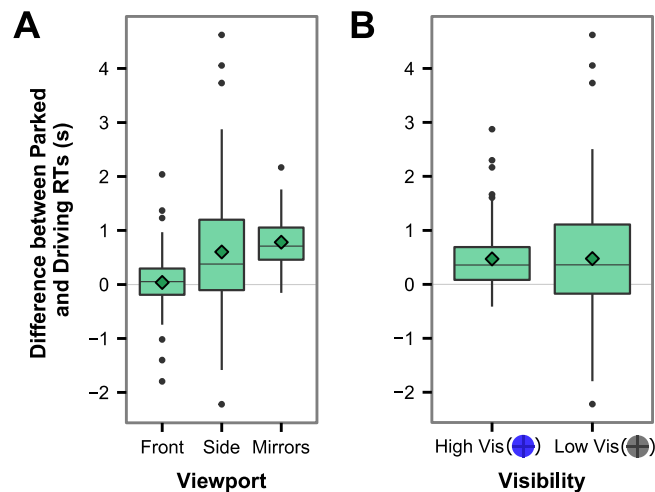 A
B
Difference between Parked
and Driving RTs (s)
4
3
2
1
0
−1
−2
Front Side Mirrors
Viewport
4
3
2
1
0
−1
−2
High Vis( ) Low Vis( )
Visibility